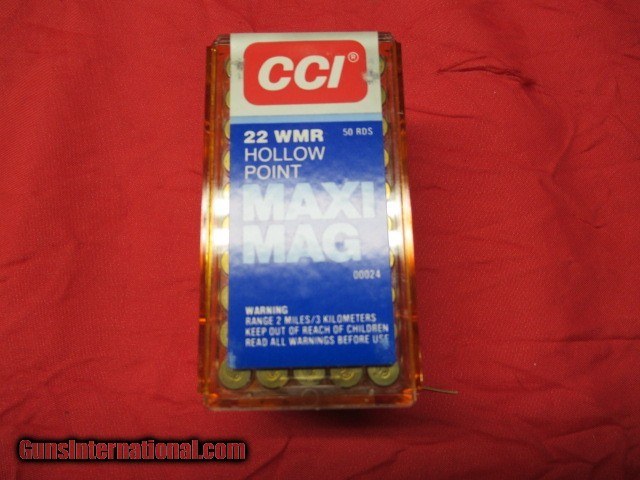 CCI®
22 WMR 50 RDS
HOLLOW
POINT
MAXI
MAG
00024
WARNING
RANGE 2 MILES/3 KILOMETERS
KEEP OUT OF REACH OF CHILDREN
READ ALL WARNINGS BEFORE USE
GunsInternational.com